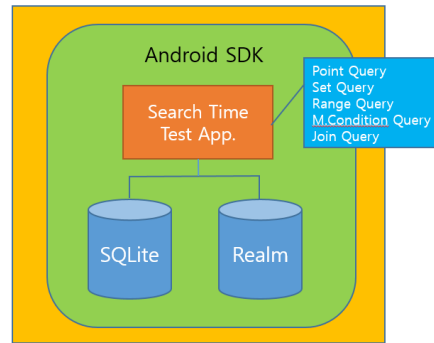 Android SDK
Point Query
Set Query
Range Query
M.Condition Query
Join Query
Search Time
Test App.
SQLite
Realm